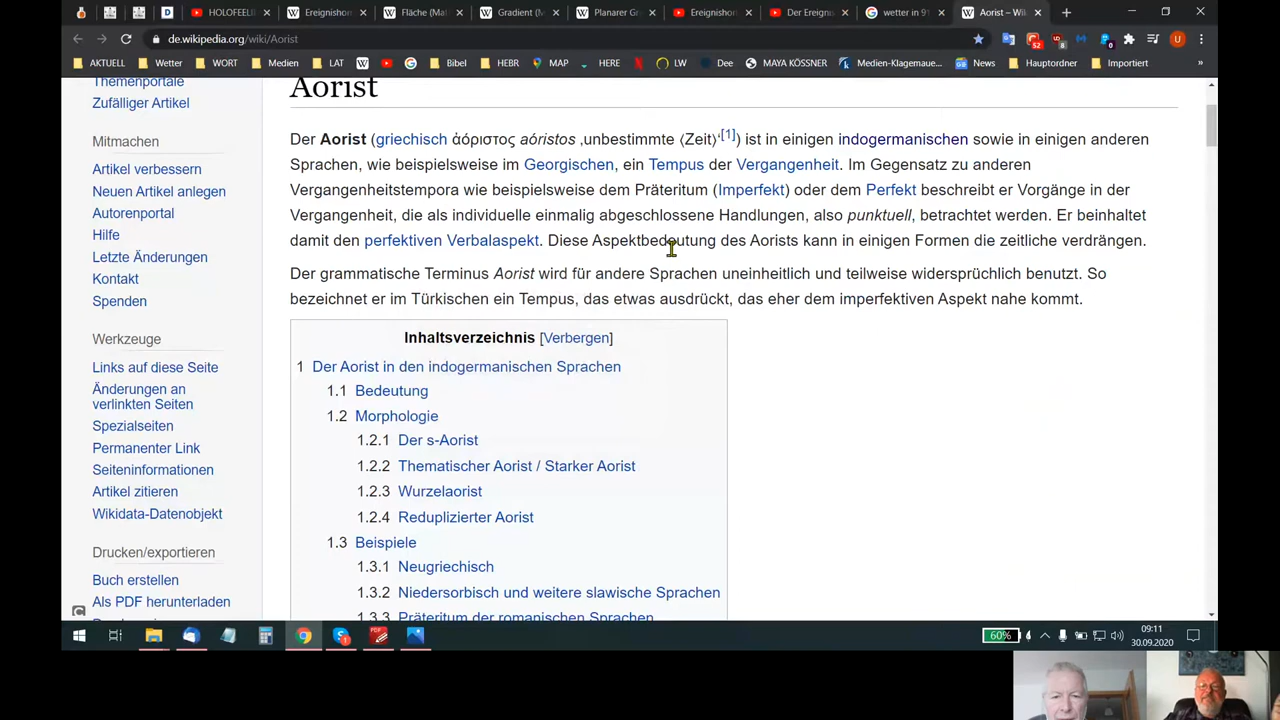 HOLOFEELI
Ereignishor
Fläche (Mat
Gradient (M
Planarer Gr
Ereignishor
Der Ereigni
wetter in 91
Aorist – Wik
de.wikipedia.org/wiki/Aorist
AKTUELL Wetter WORT Medien LAT Bibel HEBR MAP HERE LW Dee MAYA KÖSSNER Medien-Klagemaue... News Hauptordner Importiert
Themenportale
Zufälliger Artikel
Mitmachen
Artikel verbessern
Neuen Artikel anlegen
Autorenportal
Hilfe
Letzte Änderungen
Kontakt
Spenden
Werkzeuge
Links auf diese Seite
Änderungen an
verlinkten Seiten
Spezialseiten
Permanenter Link
Seiteninformationen
Artikel zitieren
Wikidata-Datenobjekt
Drucken/exportieren
Buch erstellen
Als PDF herunterladen
Aorist
Der Aorist (griechisch ἀόριστος aóristos ‚unbestimmte ⟨Zeit⟩‘[1]) ist in einigen indogermanischen sowie in einigen anderen
Sprachen, wie beispielsweise im Georgischen, ein Tempus der Vergangenheit. Im Gegensatz zu anderen
Vergangenheitstempora wie beispielsweise dem Präteritum (Imperfekt) oder dem Perfekt beschreibt er Vorgänge in der
Vergangenheit, die als individuelle einmalig abgeschlossene Handlungen, also punktuell, betrachtet werden. Er beinhaltet
damit den perfektiven Verbalaspekt. Diese Aspektbedeutung des Aorists kann in einigen Formen die zeitliche verdrängen.
Der grammatische Terminus Aorist wird für andere Sprachen uneinheitlich und teilweise widersprüchlich benutzt. So
bezeichnet er im Türkischen ein Tempus, das etwas ausdrückt, das eher dem imperfektiven Aspekt nahe kommt.
Inhaltsverzeichnis [Verbergen]
1 Der Aorist in den indogermanischen Sprachen
1.1 Bedeutung
1.2 Morphologie
1.2.1 Der s-Aorist
1.2.2 Thematischer Aorist / Starker Aorist
1.2.3 Wurzelaorist
1.2.4 Reduplizierter Aorist
1.3 Beispiele
1.3.1 Neugriechisch
1.3.2 Niedersorbisch und weitere slawische Sprachen
1.3.3 Präteritum der romanischen Sprachen
60%
09:11
30.09.2020